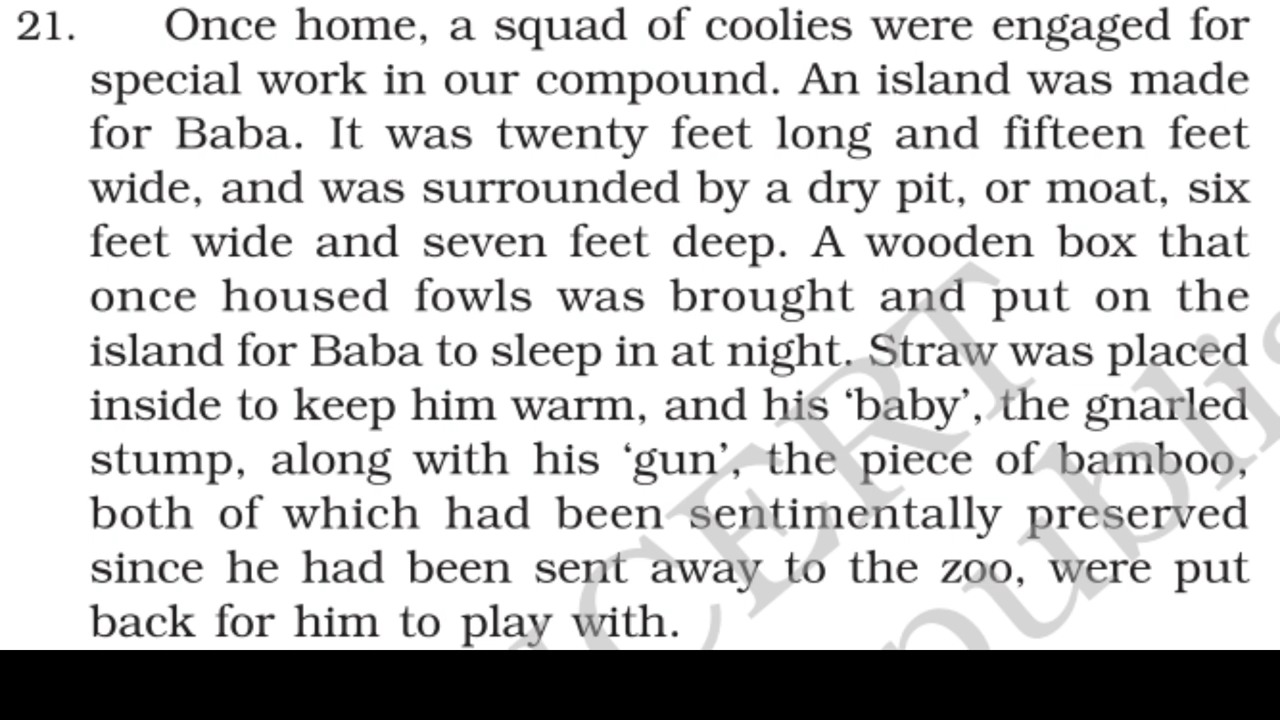 21. Once home, a squad of coolies were engaged for
special work in our compound. An island was made
for Baba. It was twenty feet long and fifteen feet
wide, and was surrounded by a dry pit, or moat, six
feet wide and seven feet deep. A wooden box that
once housed fowls was brought and put on the
island for Baba to sleep in at night. Straw was placed
inside to keep him warm, and his ‘baby’, the gnarled
stump, along with his ‘gun’, the piece of bamboo,
both of which had been sentimentally preserved
since he had been sent away to the zoo, were put
back for him to play with.